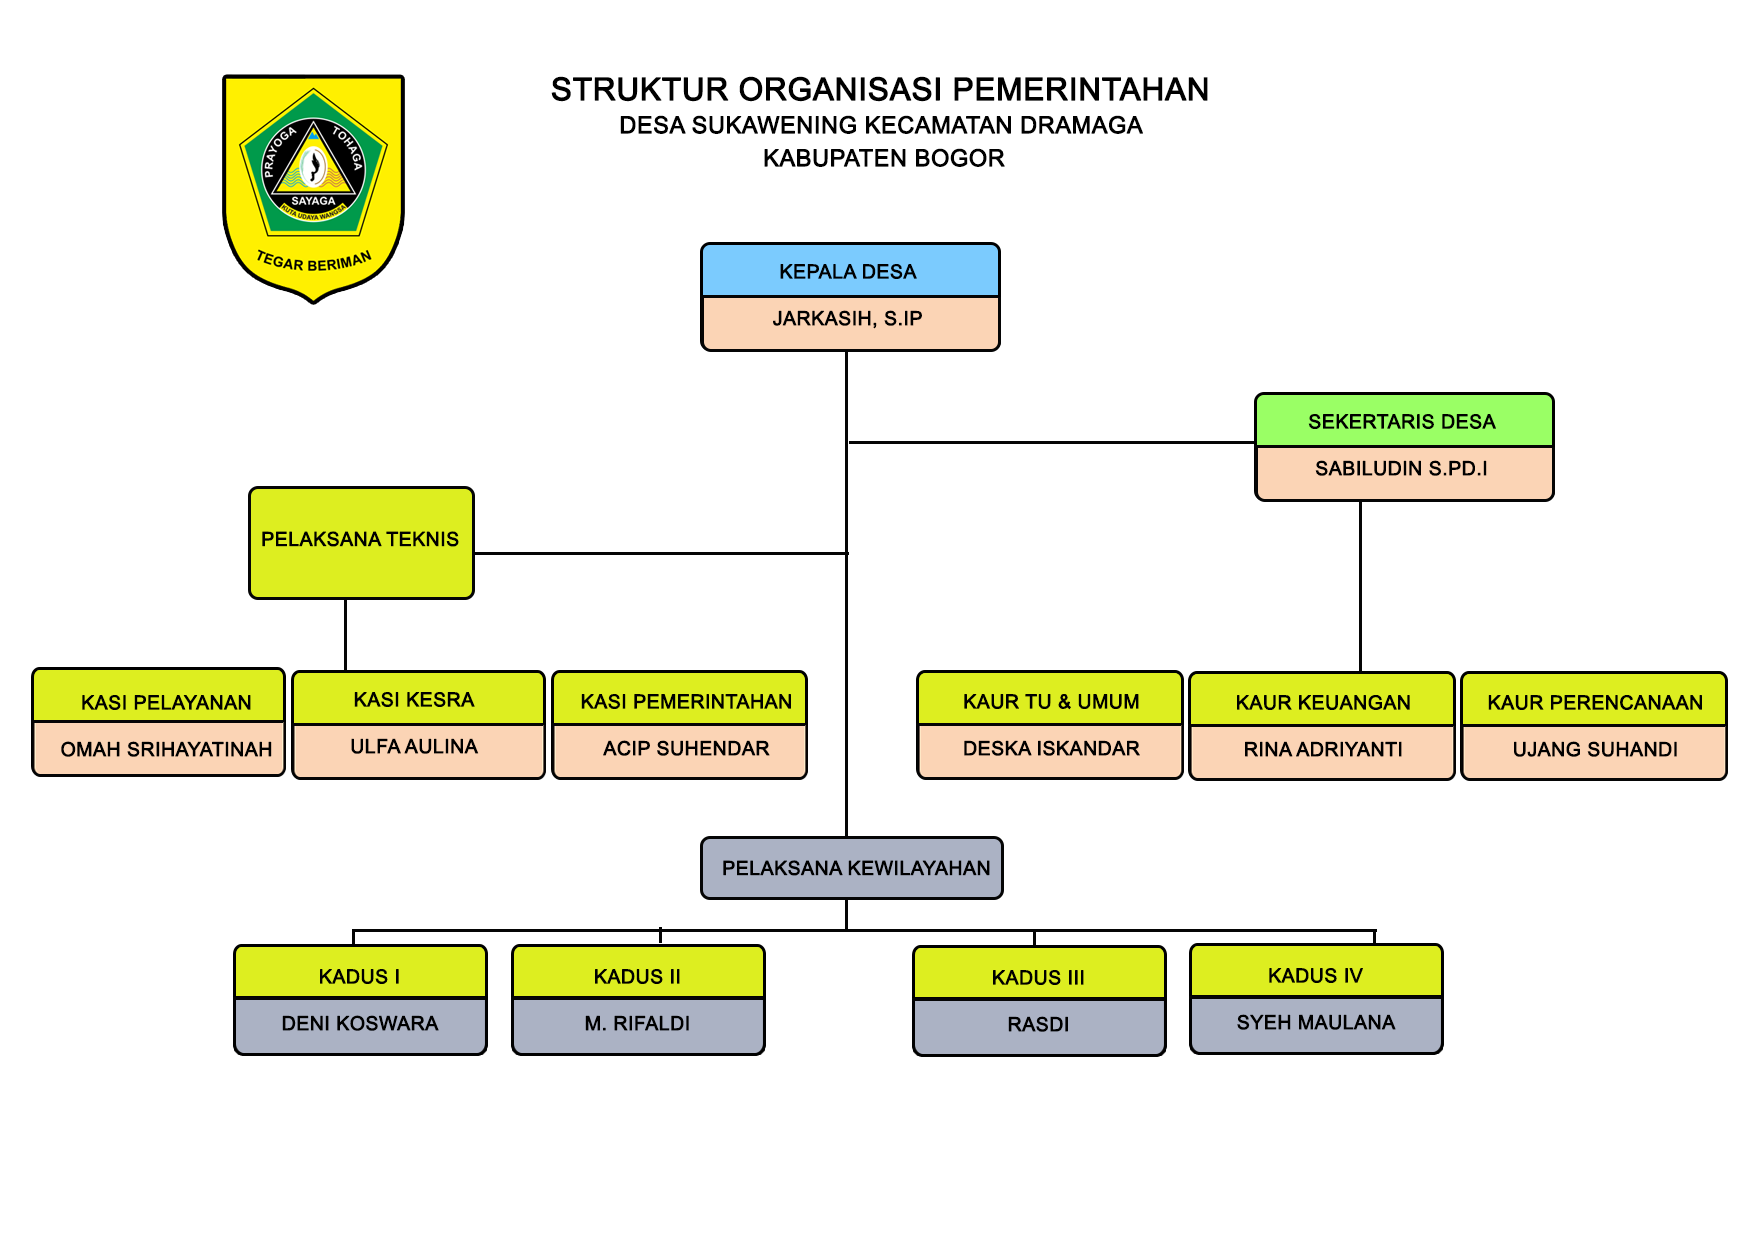 STRUKTUR ORGANISASI PEMERINTAHAN
DESA SUKAWENING KECAMATAN DRAMAGA
KABUPATEN BOGOR
PRAYOGA
TOHAGA
SAYAGA
KUTA UDAYA WANGSA
TEGAR BERIMAN
KEPALA DESA
JARKASIH, S.IP
SEKERTARIS DESA
SABILUDIN S.PD.I
PELAKSANA TEKNIS
KASI PELAYANAN
OMAH SRIHAYATINAH
KASI KESRA
ULFA AULINA
KASI PEMERINTAHAN
ACIP SUHENDAR
KAUR TU & UMUM
DESKA ISKANDAR
KAUR KEUANGAN
RINA ADRIYANTI
KAUR PERENCANAAN
UJANG SUHANDI
PELAKSANA KEWILAYAHAN
KADUS I
DENI KOSWARA
KADUS II
M. RIFALDI
KADUS III
RASDI
KADUS IV
SYEH MAULANA